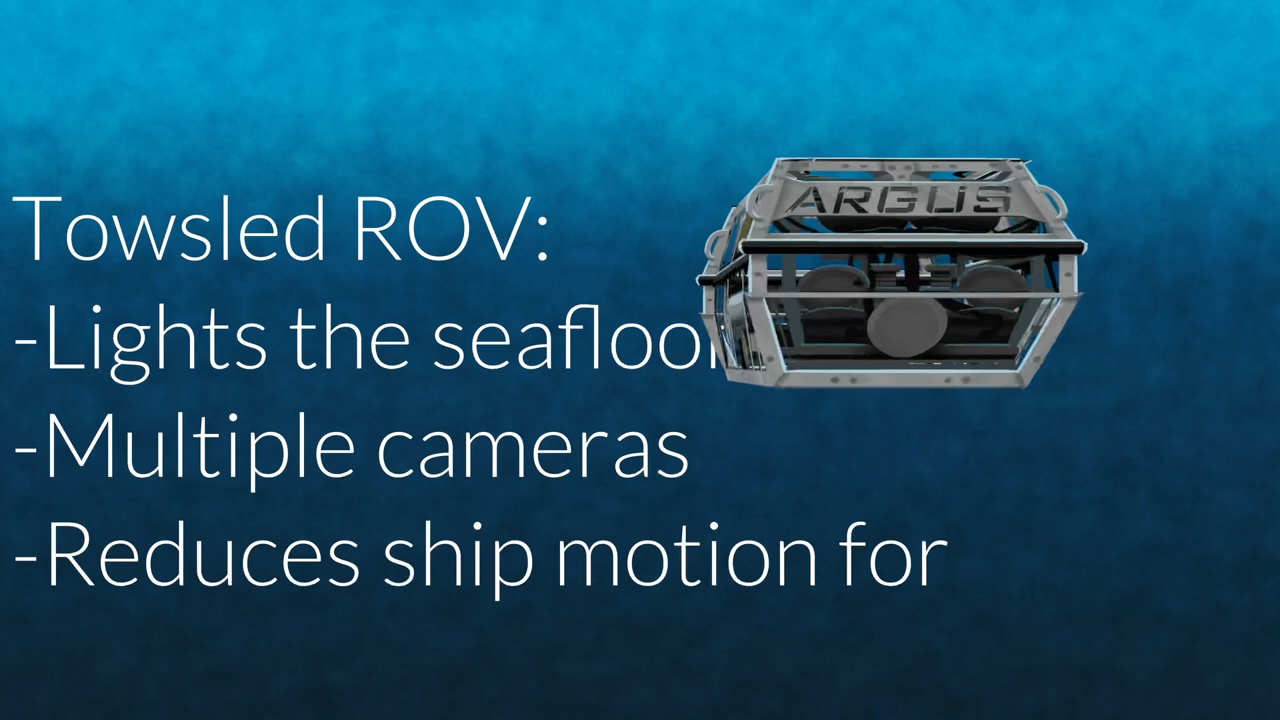 ARGUS
Towsled ROV:
-Lights the seafloor
-Multiple cameras
-Reduces ship motion for